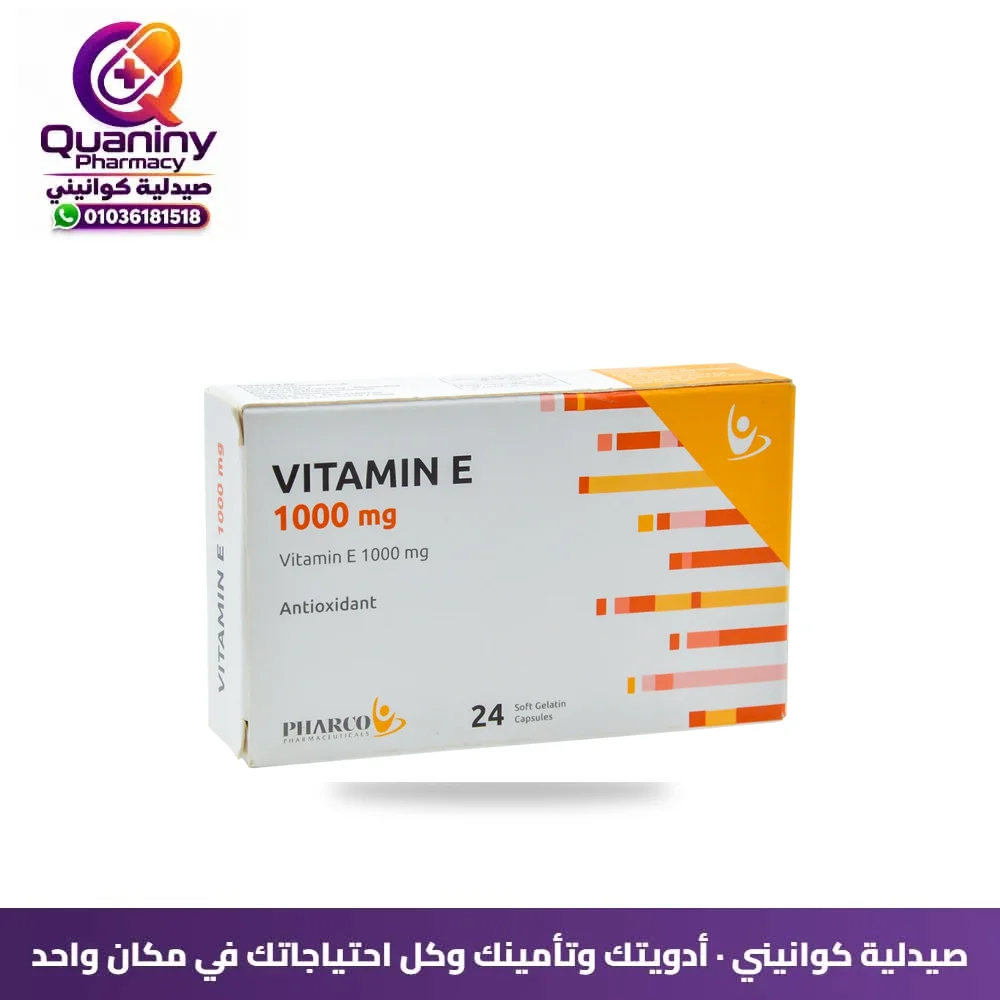 Quaniny
Pharmacy
صيدلية كوانيني
01036181518
VITAMIN E
1000 mg
Vitamin E 1000 mg
Antioxidant
PHARCO
PHARMACEUTICALS
24 Soft Gelatin
Capsules
VITAMIN E 1000 mg
صيدلية كوانيني · أدويتك وتأمينك وكل احتياجاتك في مكان واحد